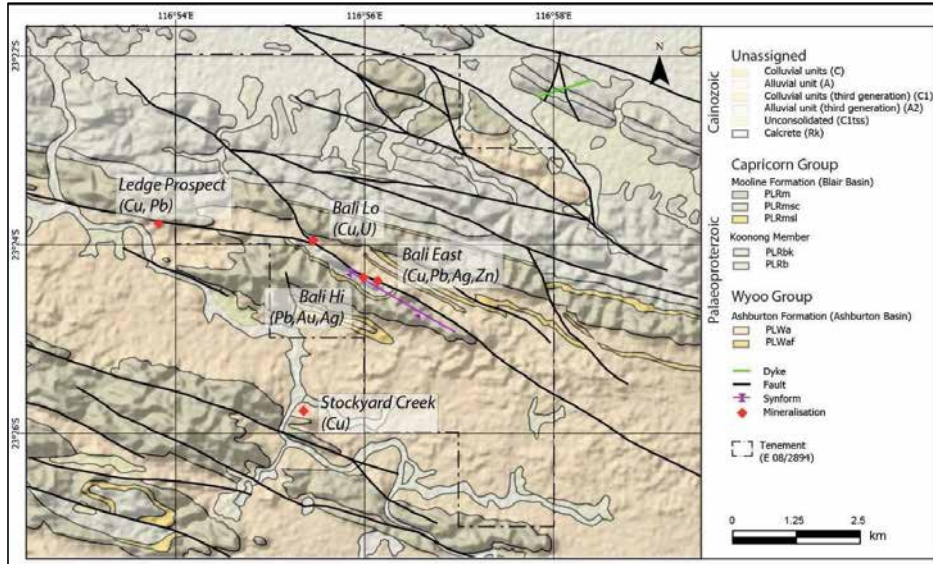 116°54'E
116°56'E
116°58'E
23°22'S
23°24'S
23°26'S
N
Ledge Prospect
(Cu, Pb)
Bali Lo
(Cu,U)
Bali East
(Cu,Pb,Ag,Zn)
Bali Hi
(Pb,Au,Ag)
Stockyard Creek
(Cu)
Cainozoic
Unassigned
Colluvial units (C)
Alluvial unit (A)
Colluvial units (third generation) (C1)
Alluvial unit (third generation) (A2)
Unconsolidated (C1tss)
Calcrete (Rk)
Palaeoproterzoic
Capricorn Group
Mooline Formation (Blair Basin)
PLRm
PLRmsc
PLRmsl
Koonong Member
PLRbk
PLRb
Wyoo Group
Ashburton Formation (Ashburton Basin)
PLWa
PLWaf
Dyke
Fault
Synform
Mineralisation
Tenement
(E 08/2894)
0 1.25 2.5
km